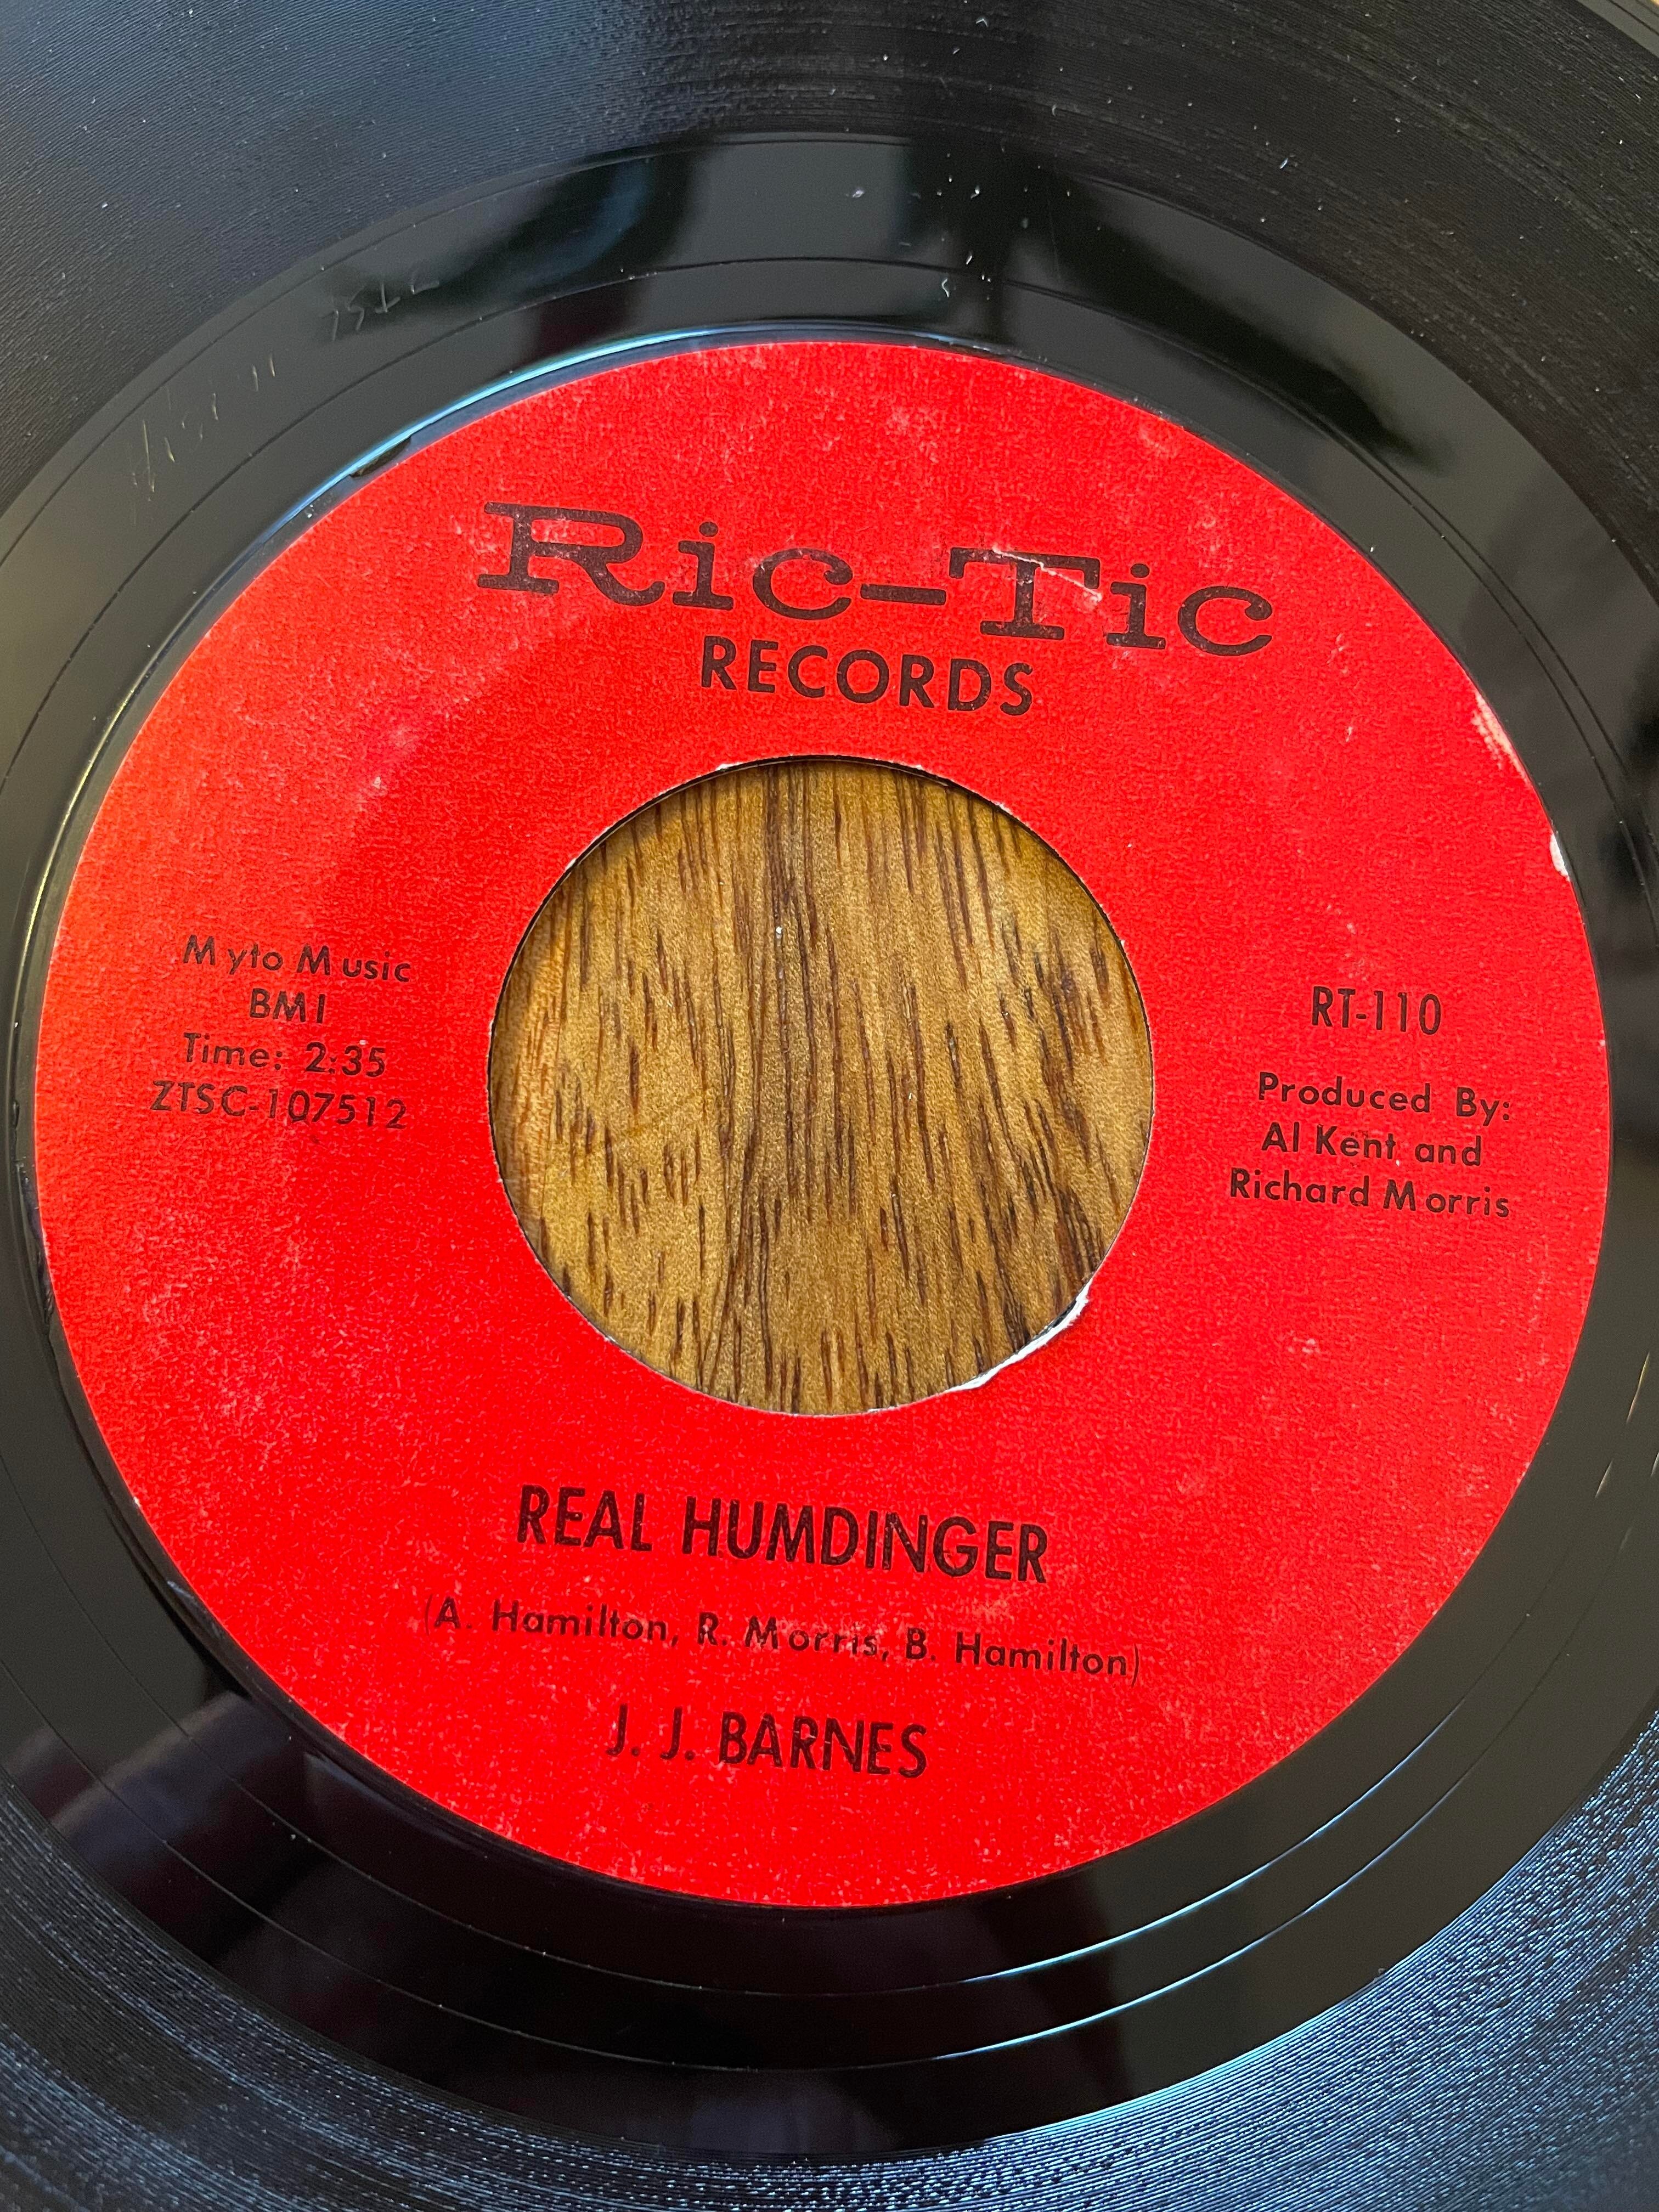 Ric-Tic
RECORDS
Myto Music
BMI
Time: 2:35
ZTSC-107512
RT-110
Produced By:
Al Kent and
Richard Morris
REAL HUMDINGER
(A. Hamilton, R. Morris, B. Hamilton)
J. J. BARNES